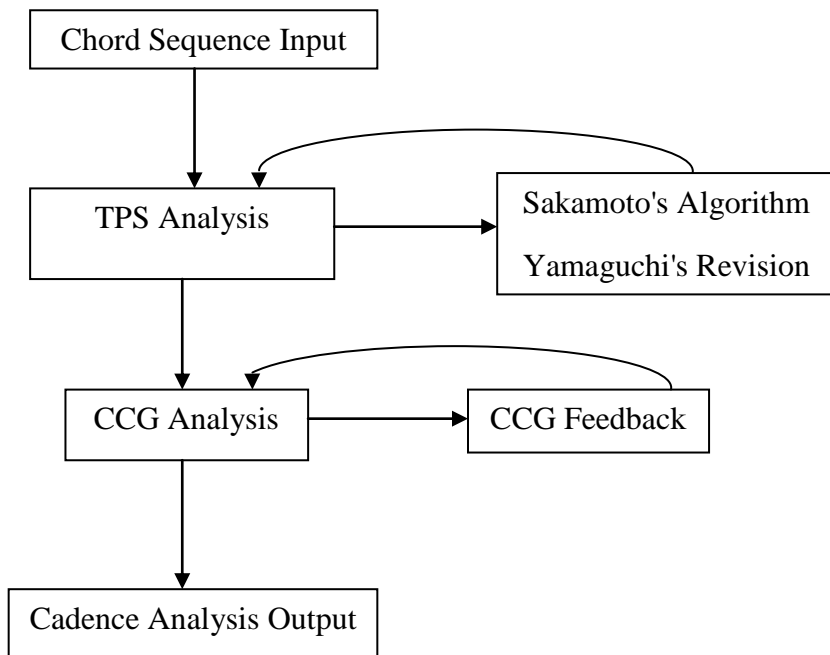 Chord Sequence Input
TPS Analysis
Sakamoto's Algorithm
Yamaguchi's Revision
CCG Analysis
CCG Feedback
Cadence Analysis Output